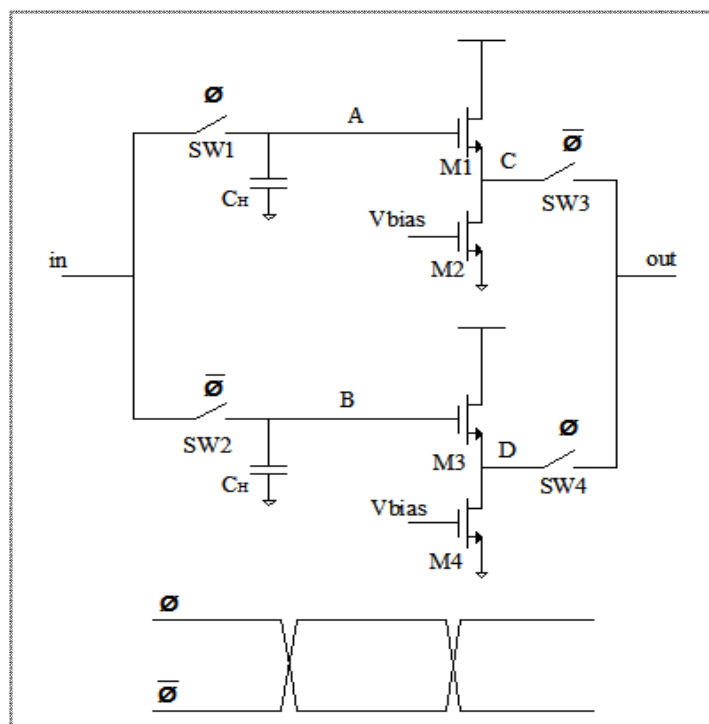 Ø
SW1
A
CH
M1
C
Ø̅
SW3
Vbias
M2
in
out
Ø̅
SW2
B
CH
M3
D
Ø
SW4
Vbias
M4
Ø
Ø̅